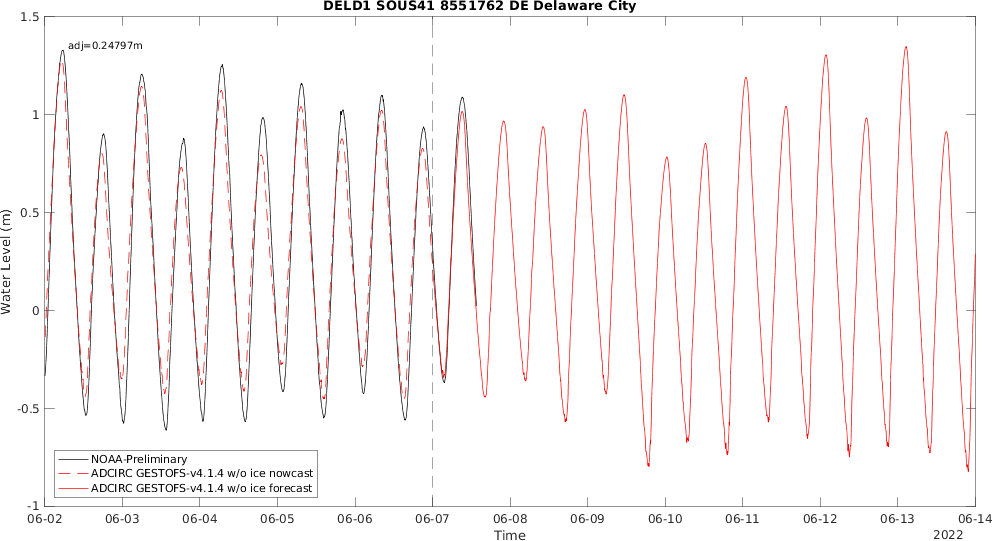 DELD1 SOUS41 8551762 DE Delaware City
adj=0.24797m
Water Level (m)
1.5
1
0.5
0
-0.5
-1
NOAA-Preliminary
ADCIRC GESTOFS-v4.1.4 w/o ice nowcast
ADCIRC GESTOFS-v4.1.4 w/o ice forecast
06-02 06-03 06-04 06-05 06-06 06-07 06-08 06-09 06-10 06-11 06-12 06-13 06-14
Time
2022